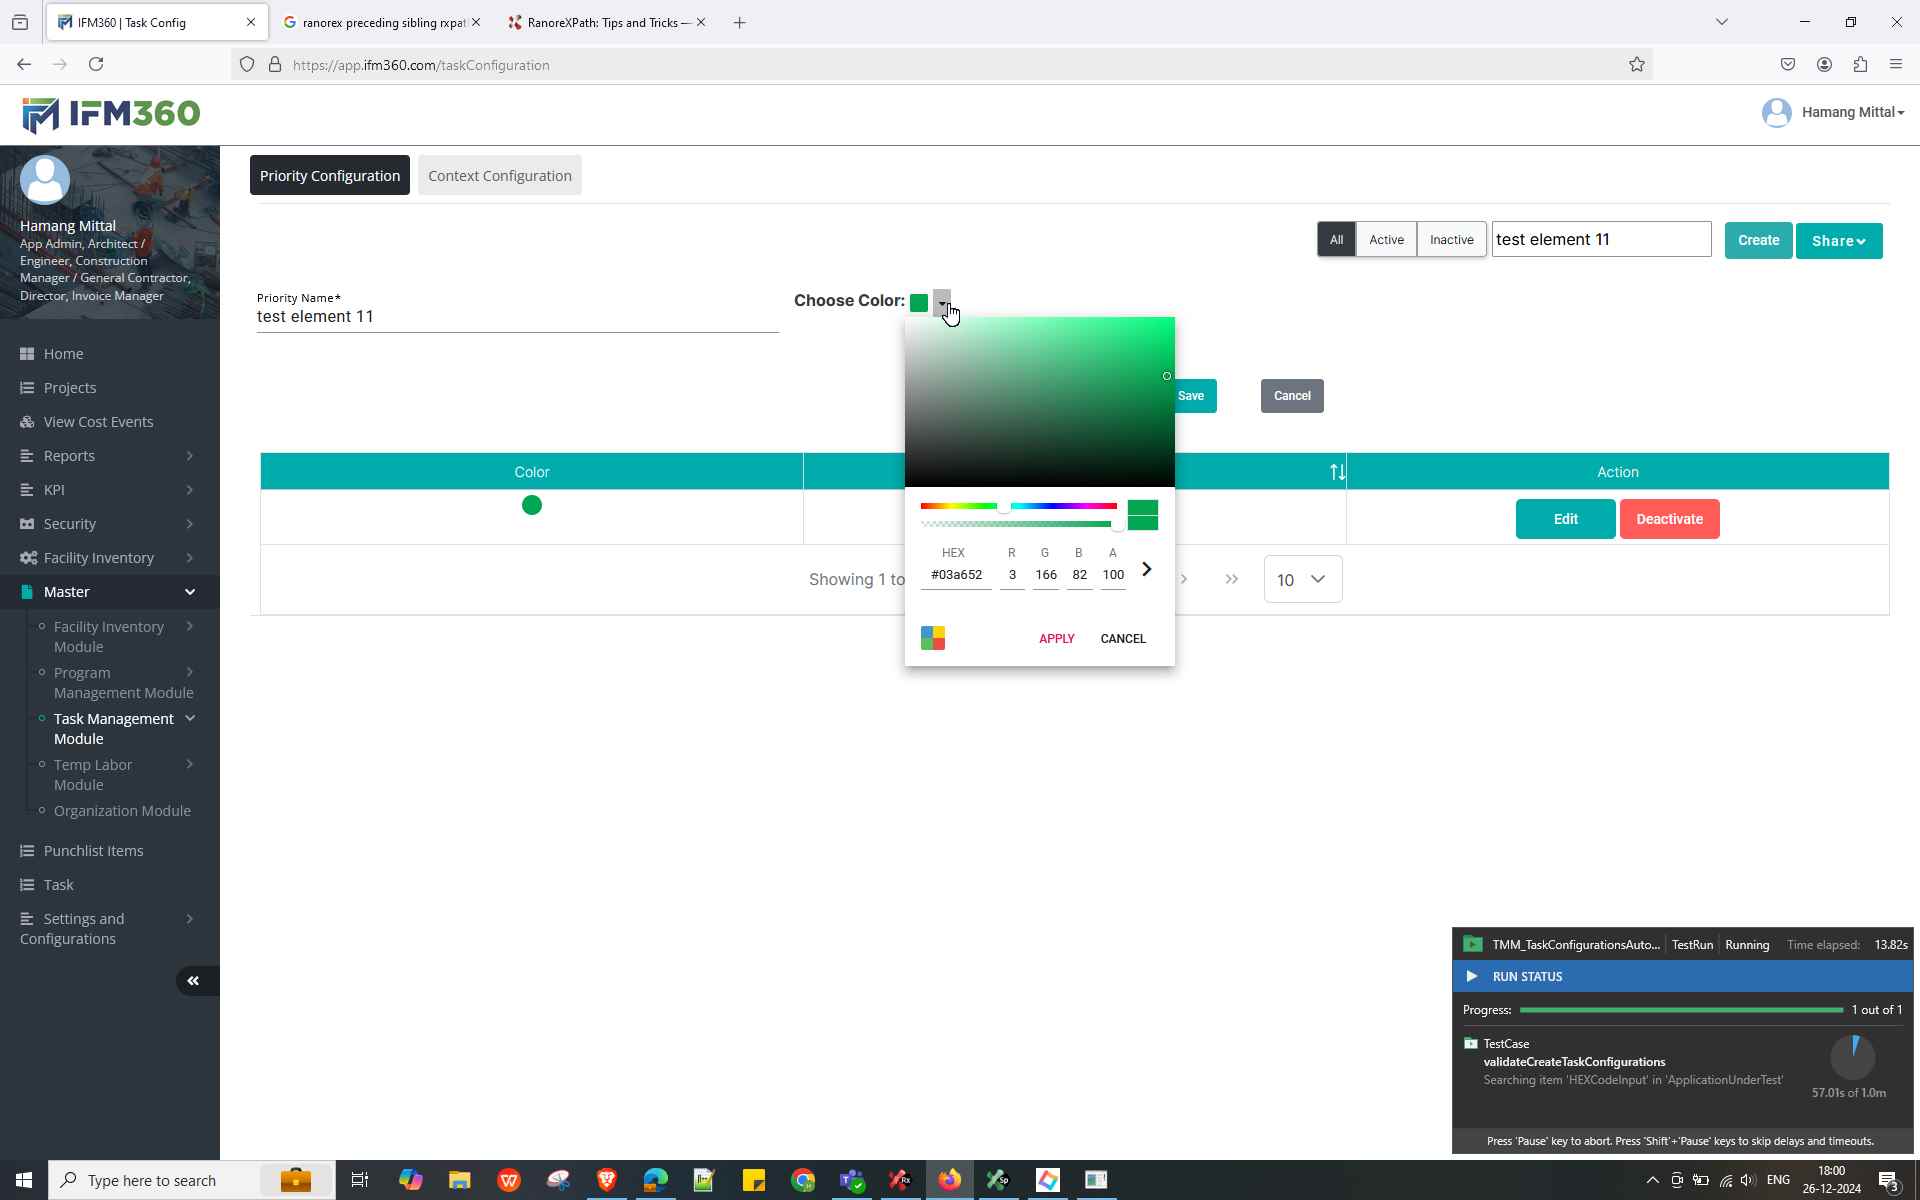 IFM360 | Task Config
ranorex preceding sibling rxpat
RanoreXPath: Tips and Tricks —
https://app.ifm360.com/taskConfiguration
IFM360
Hamang Mittal
Hamang Mittal
App Admin, Architect /
Engineer, Construction
Manager / General Contractor,
Director, Invoice Manager
Home
Projects
View Cost Events
Reports
KPI
Security
Facility Inventory
Master
Facility Inventory
Module
Program
Management Module
Task Management
Module
Temp Labor
Module
Organization Module
Punchlist Items
Task
Settings and
Configurations
Priority Configuration
Context Configuration
All
Active
Inactive
test element 11
Create
Share
Priority Name*
test element 11
Choose Color:
Save
Cancel
Color
Action
Edit
Deactivate
Showing 1 to
10
HEX
R
G
B
A
#03a652
3
166
82
100
APPLY
CANCEL
TMM_TaskConfigurationsAuto...
TestRun
Running
Time elapsed:
13.82s
RUN STATUS
Progress:
1 out of 1
TestCase
validateCreateTaskConfigurations
Searching item 'HEXCodeInput' in 'ApplicationUnderTest'
57.01s of 1.0m
Press 'Pause' key to abort. Press 'Shift'+'Pause' keys to skip delays and timeouts.
Type here to search
Rx
Sp
ENG
18:00
26-12-2024
3